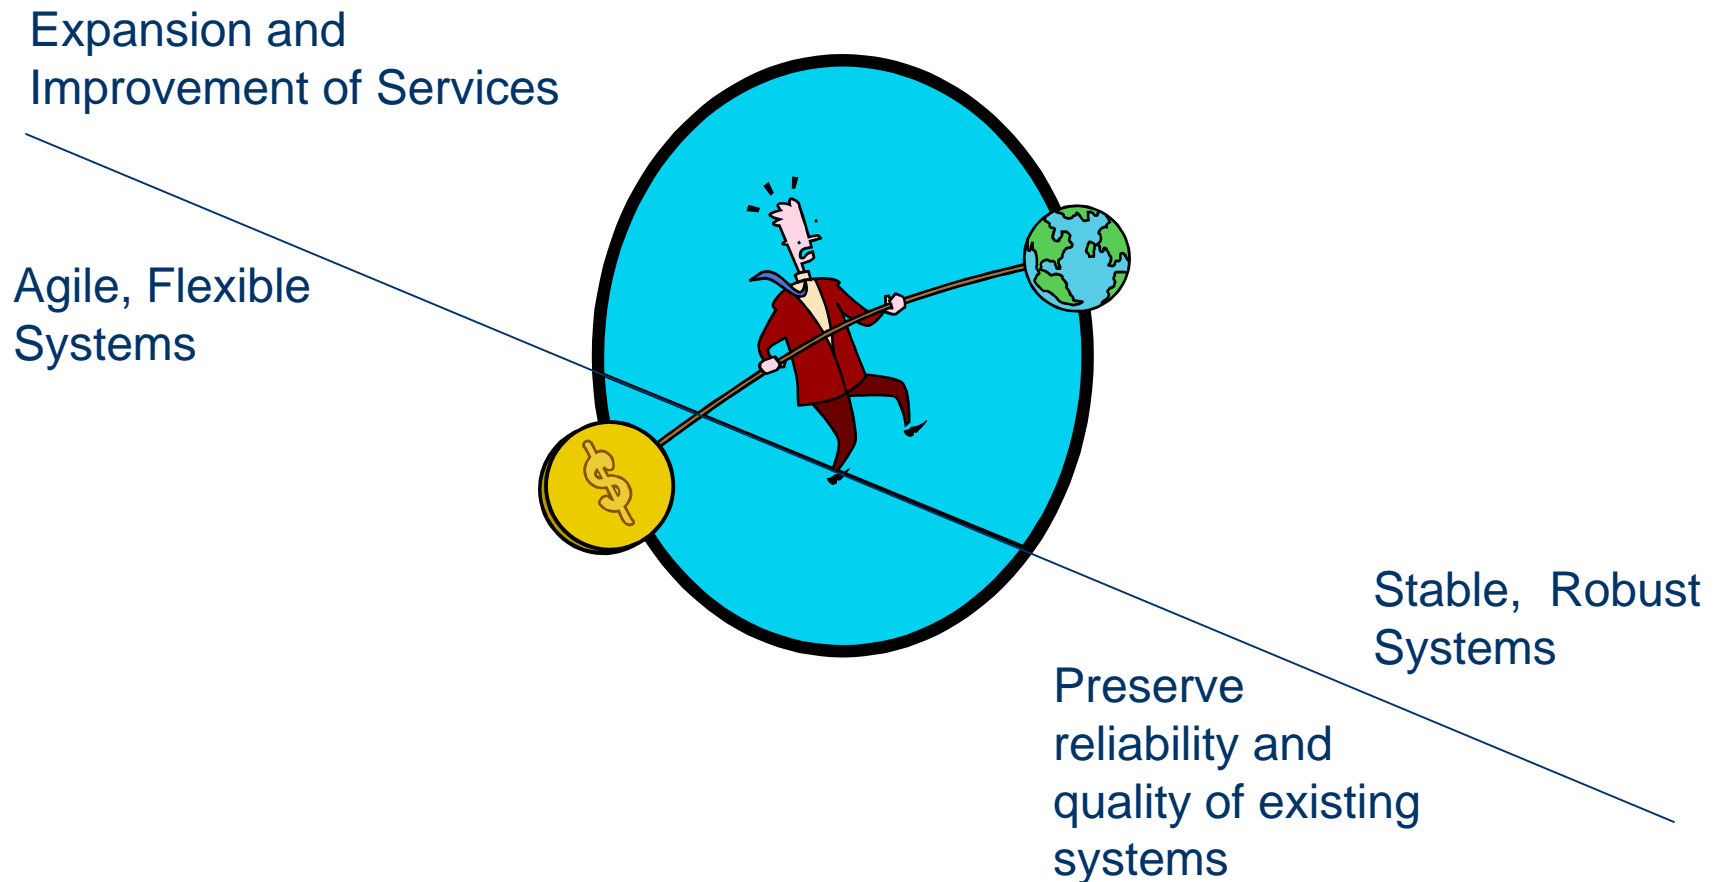 Expansion and
Improvement of Services
Agile, Flexible
Systems
$
Stable,  Robust
Systems
Preserve
reliability and
quality of existing
systems